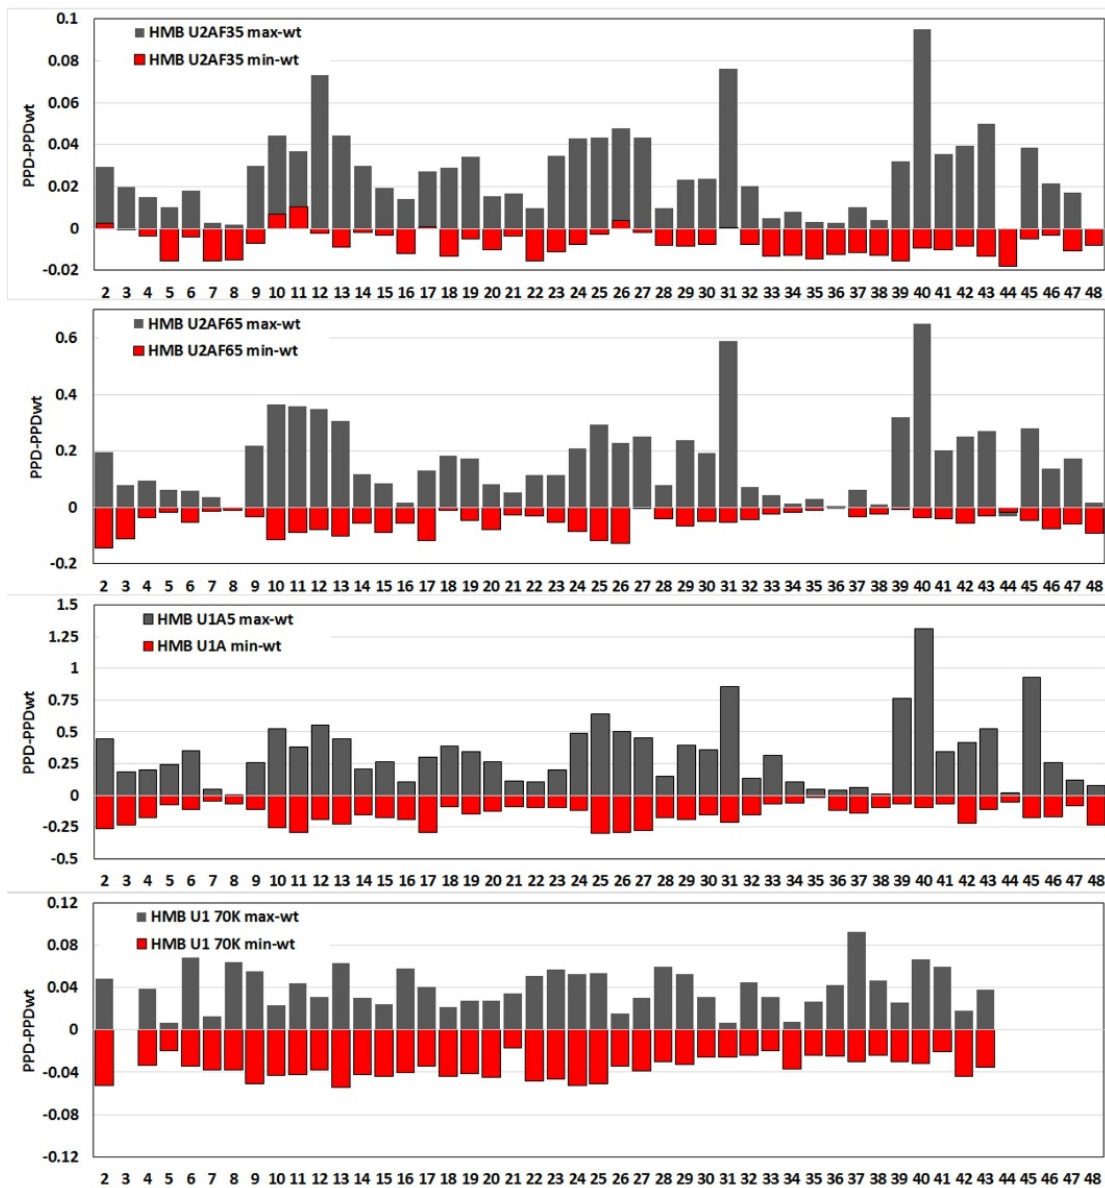 HMB U2AF35 max-wt
HMB U2AF35 min-wt
PPD-PPDwt
0.1
0.08
0.06
0.04
0.02
0
-0.02
2 3 4 5 6 7 8 9 10 11 12 13 14 15 16 17 18 19 20 21 22 23 24 25 26 27 28 29 30 31 32 33 34 35 36 37 38 39 40 41 42 43 44 45 46 47 48
HMB U2AF65 max-wt
HMB U2AF65 min-wt
PPD-PPDwt
0.6
0.4
0.2
0
-0.2
2 3 4 5 6 7 8 9 10 11 12 13 14 15 16 17 18 19 20 21 22 23 24 25 26 27 28 29 30 31 32 33 34 35 36 37 38 39 40 41 42 43 44 45 46 47 48
HMB U1A5 max-wt
HMB U1A min-wt
PPD-PPDwt
1.5
1.25
1
0.75
0.5
0.25
0
-0.25
-0.5
2 3 4 5 6 7 8 9 10 11 12 13 14 15 16 17 18 19 20 21 22 23 24 25 26 27 28 29 30 31 32 33 34 35 36 37 38 39 40 41 42 43 44 45 46 47 48
HMB U1 70K max-wt
HMB U1 70K min-wt
PPD-PPDwt
0.12
0.08
0.04
0
-0.04
-0.08
-0.12
2 3 4 5 6 7 8 9 10 11 12 13 14 15 16 17 18 19 20 21 22 23 24 25 26 27 28 29 30 31 32 33 34 35 36 37 38 39 40 41 42 43 44 45 46 47 48